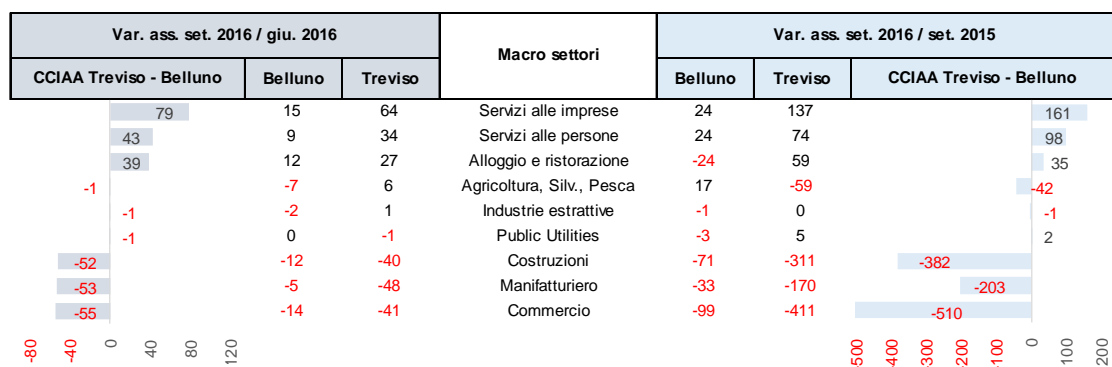 Var. ass. set. 2016 / giu. 2016 Macro settori Var. ass. set. 2016 / set. 2015
CCIAA Treviso - Belluno Belluno Treviso Belluno Treviso CCIAA Treviso - Belluno
79 15 64 Servizi alle imprese 24 137 161
43 9 34 Servizi alle persone 24 74 98
39 12 27 Alloggio e ristorazione -24 59 35
-1 -7 6 Agricoltura, Silv., Pesca 17 -59 -42
-1 -2 1 Industrie estrattive -1 0 -1
-1 0 -1 Public Utilities -3 5 2
-52 -12 -40 Costruzioni -71 -311 -382
-53 -5 -48 Manifatturiero -33 -170 -203
-55 -14 -41 Commercio -99 -411 -510
-80 -40 0 40 80 120 -500 -400 -300 -200 -100 0 100 200